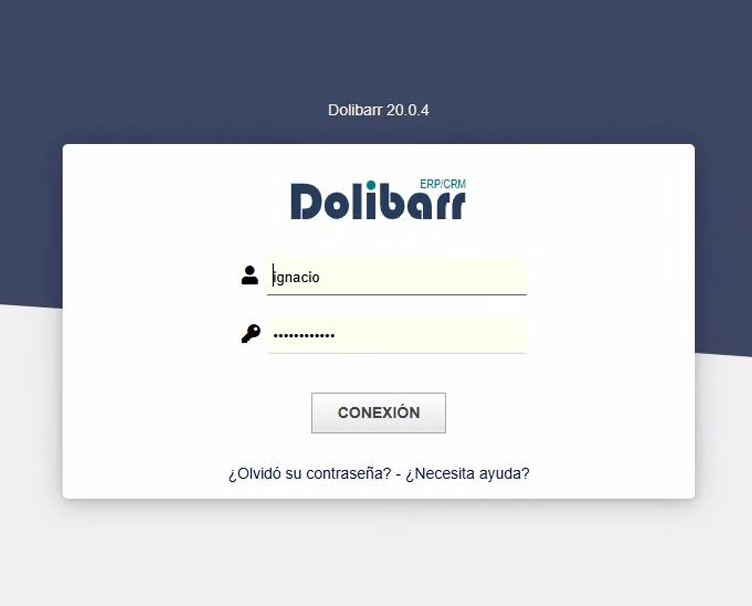 Dolibarr 20.0.4
Dolibarr ERP/CRM
ignacio
••••••••••••
CONEXIÓN
¿Olvidó su contraseña? - ¿Necesita ayuda?